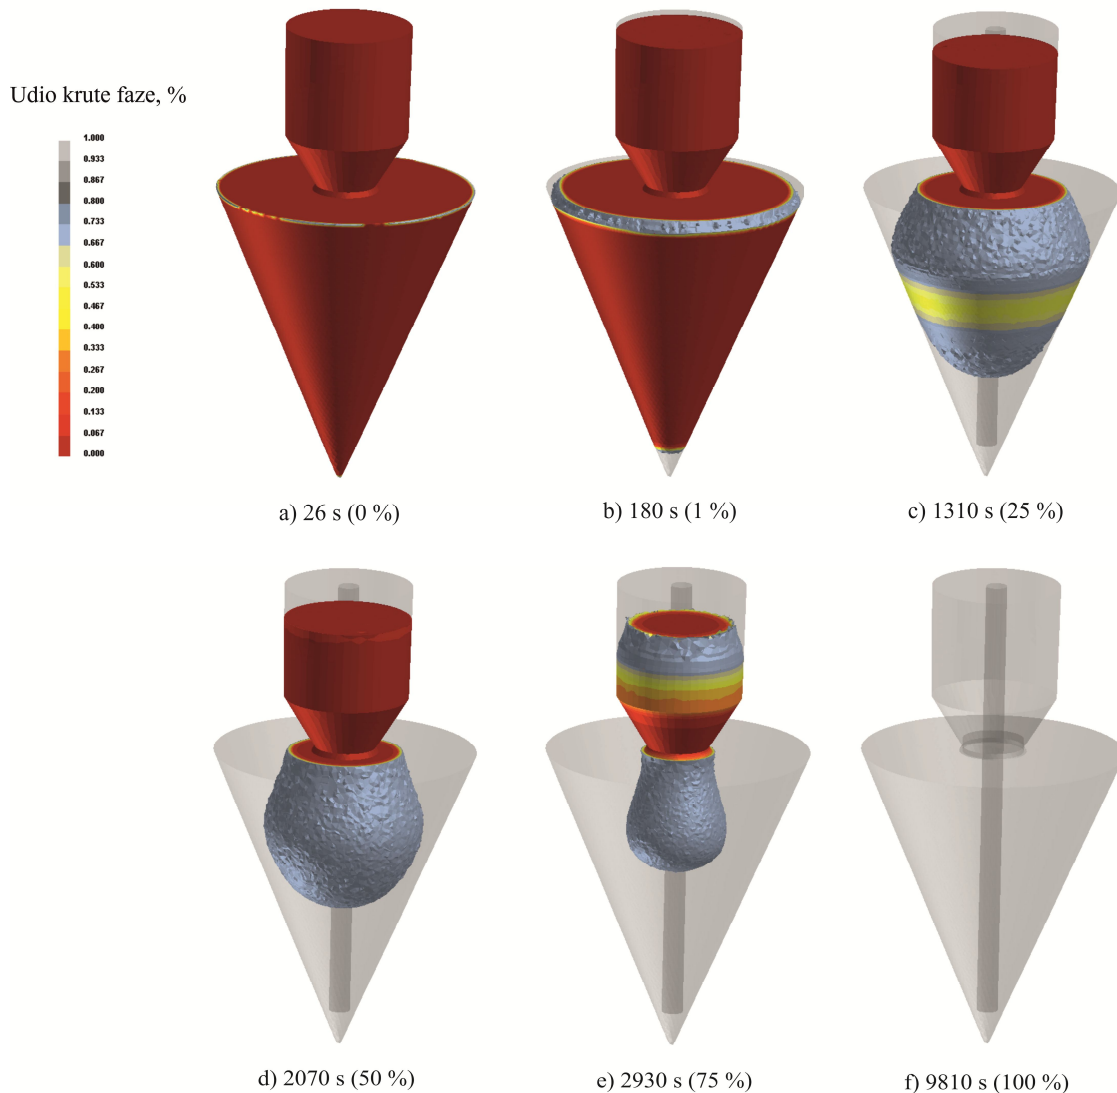 Udio krute faze, %
1.000
0.933
0.867
0.800
0.733
0.667
0.600
0.533
0.467
0.400
0.333
0.267
0.200
0.133
0.067
0.000
a) 26 s (0 %)
b) 180 s (1 %)
c) 1310 s (25 %)
d) 2070 s (50 %)
e) 2930 s (75 %)
f) 9810 s (100 %)